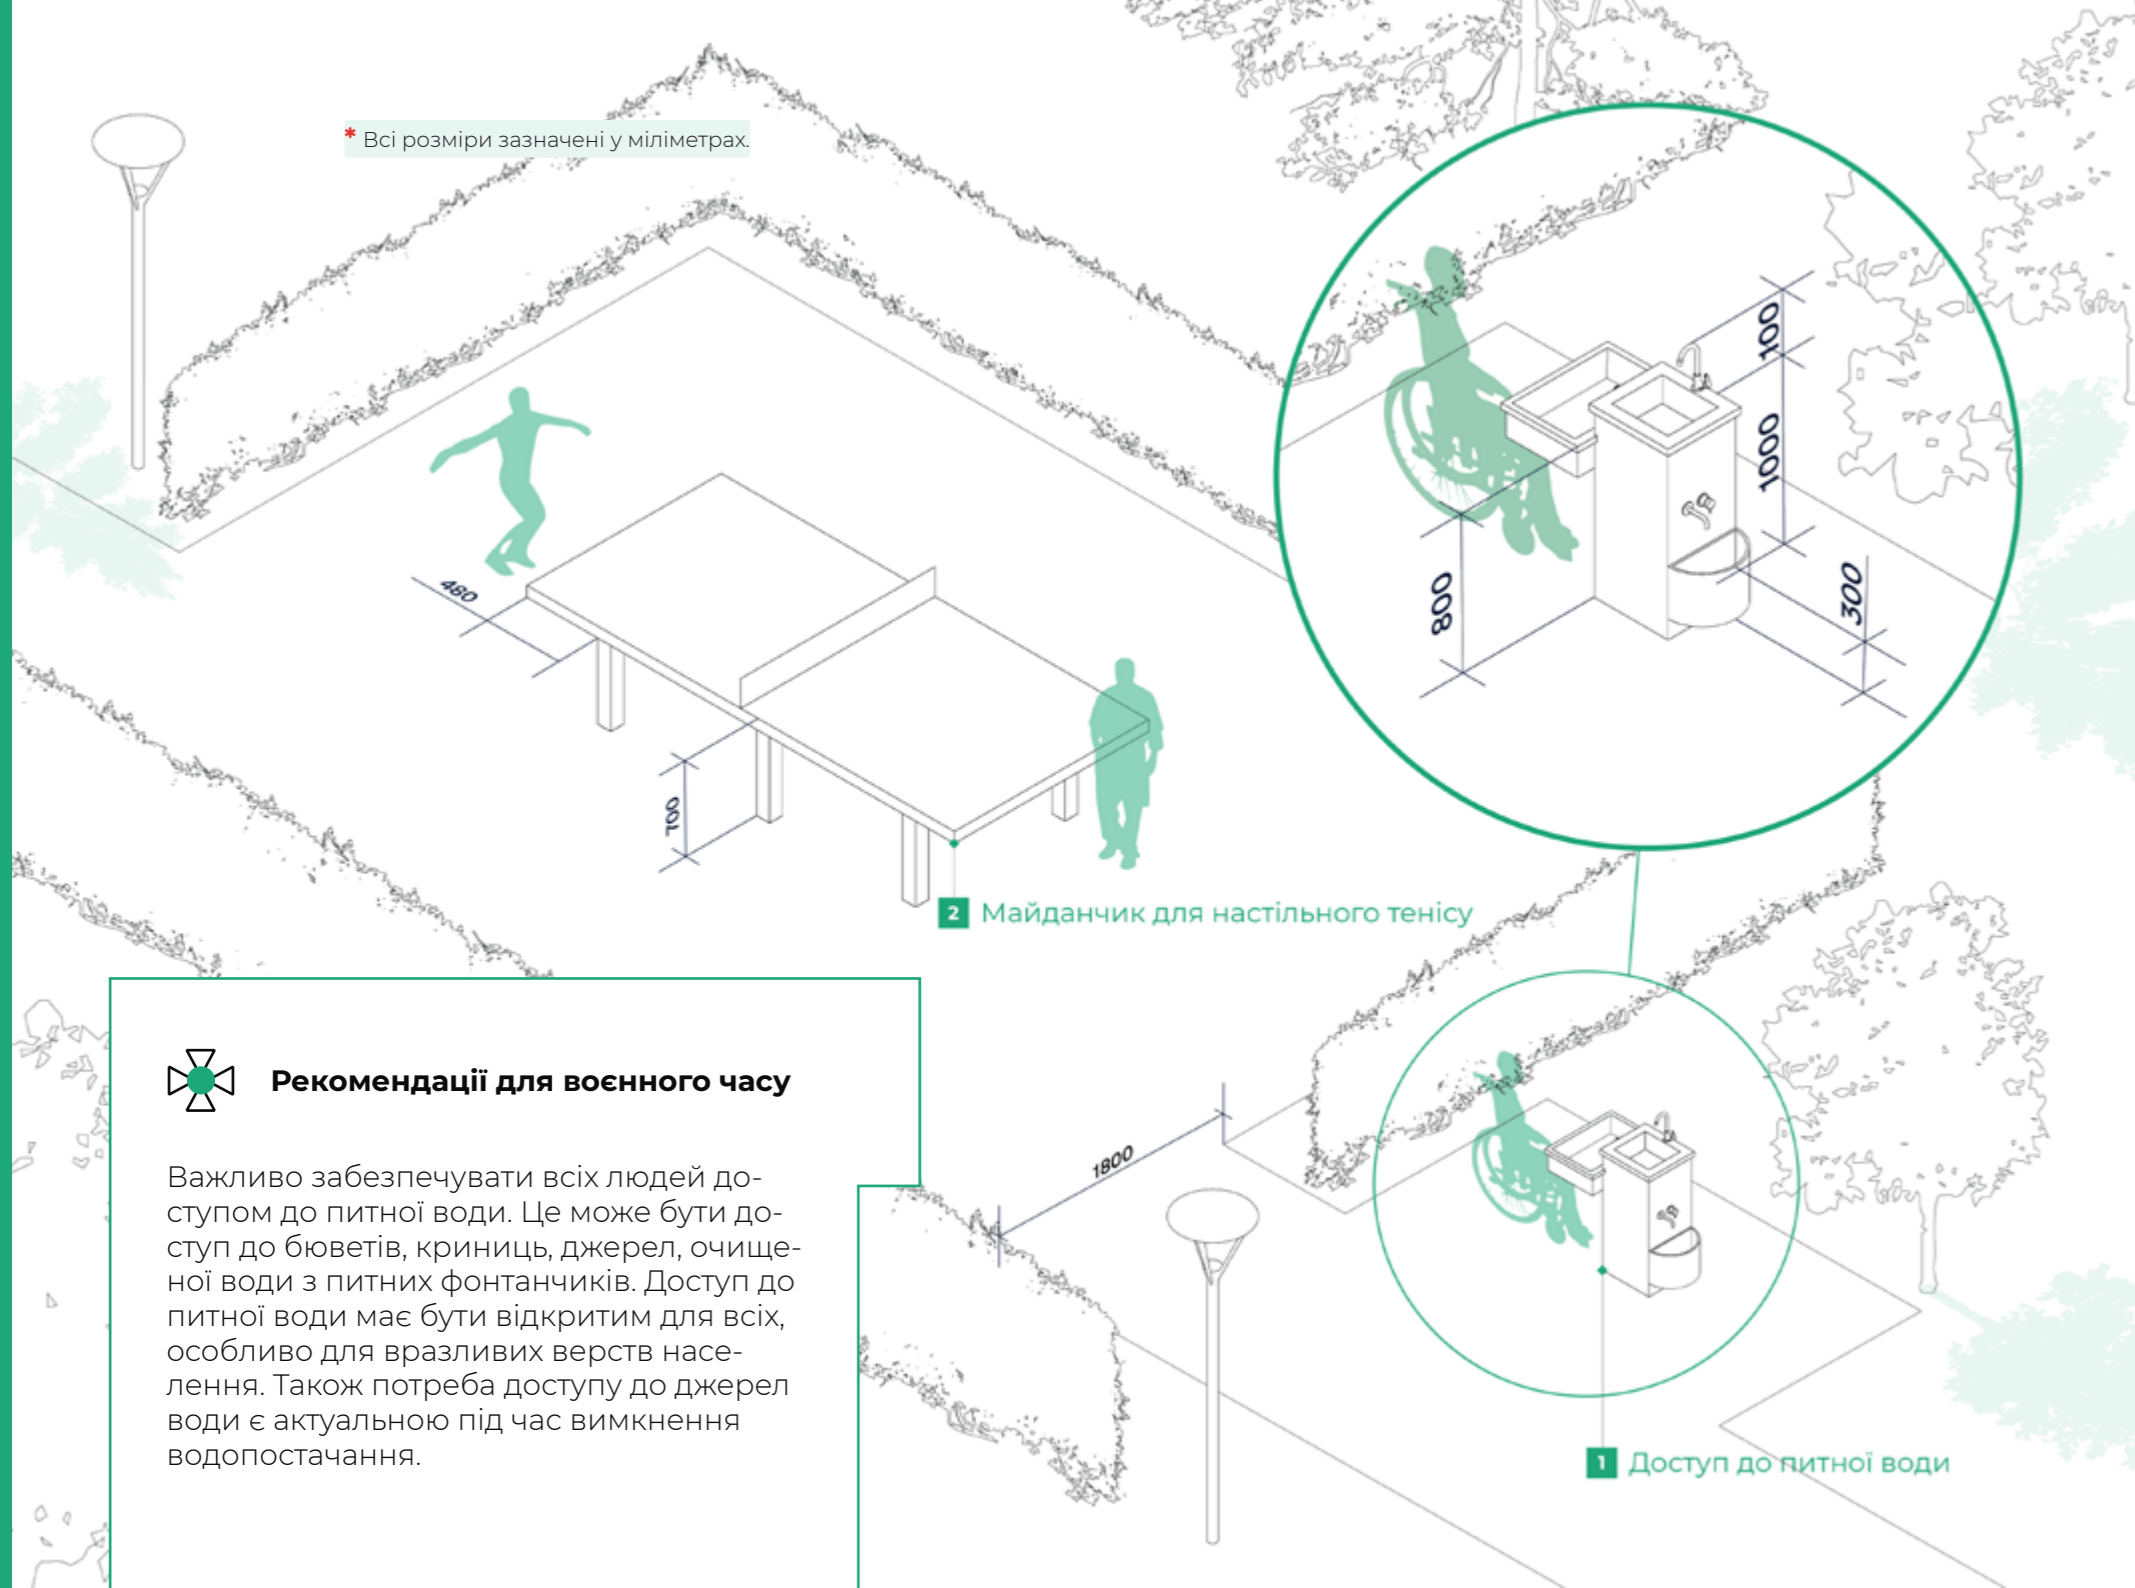 * Всі розміри зазначені у міліметрах.
100
1000
800
300
480
700
2 Майданчик для настільного тенісу
Рекомендації для воєнного часу
Важливо забезпечувати всіх людей до-
ступом до питної води. Це може бути до-
ступ до бюветів, криниць, джерел, очище-
ної води з питних фонтанчиків. Доступ до
питної води має бути відкритим для всіх,
особливо для вразливих верств насе-
лення. Також потреба доступу до джерел
води є актуальною під час вимкнення
водопостачання.
1800
1 Доступ до питної води